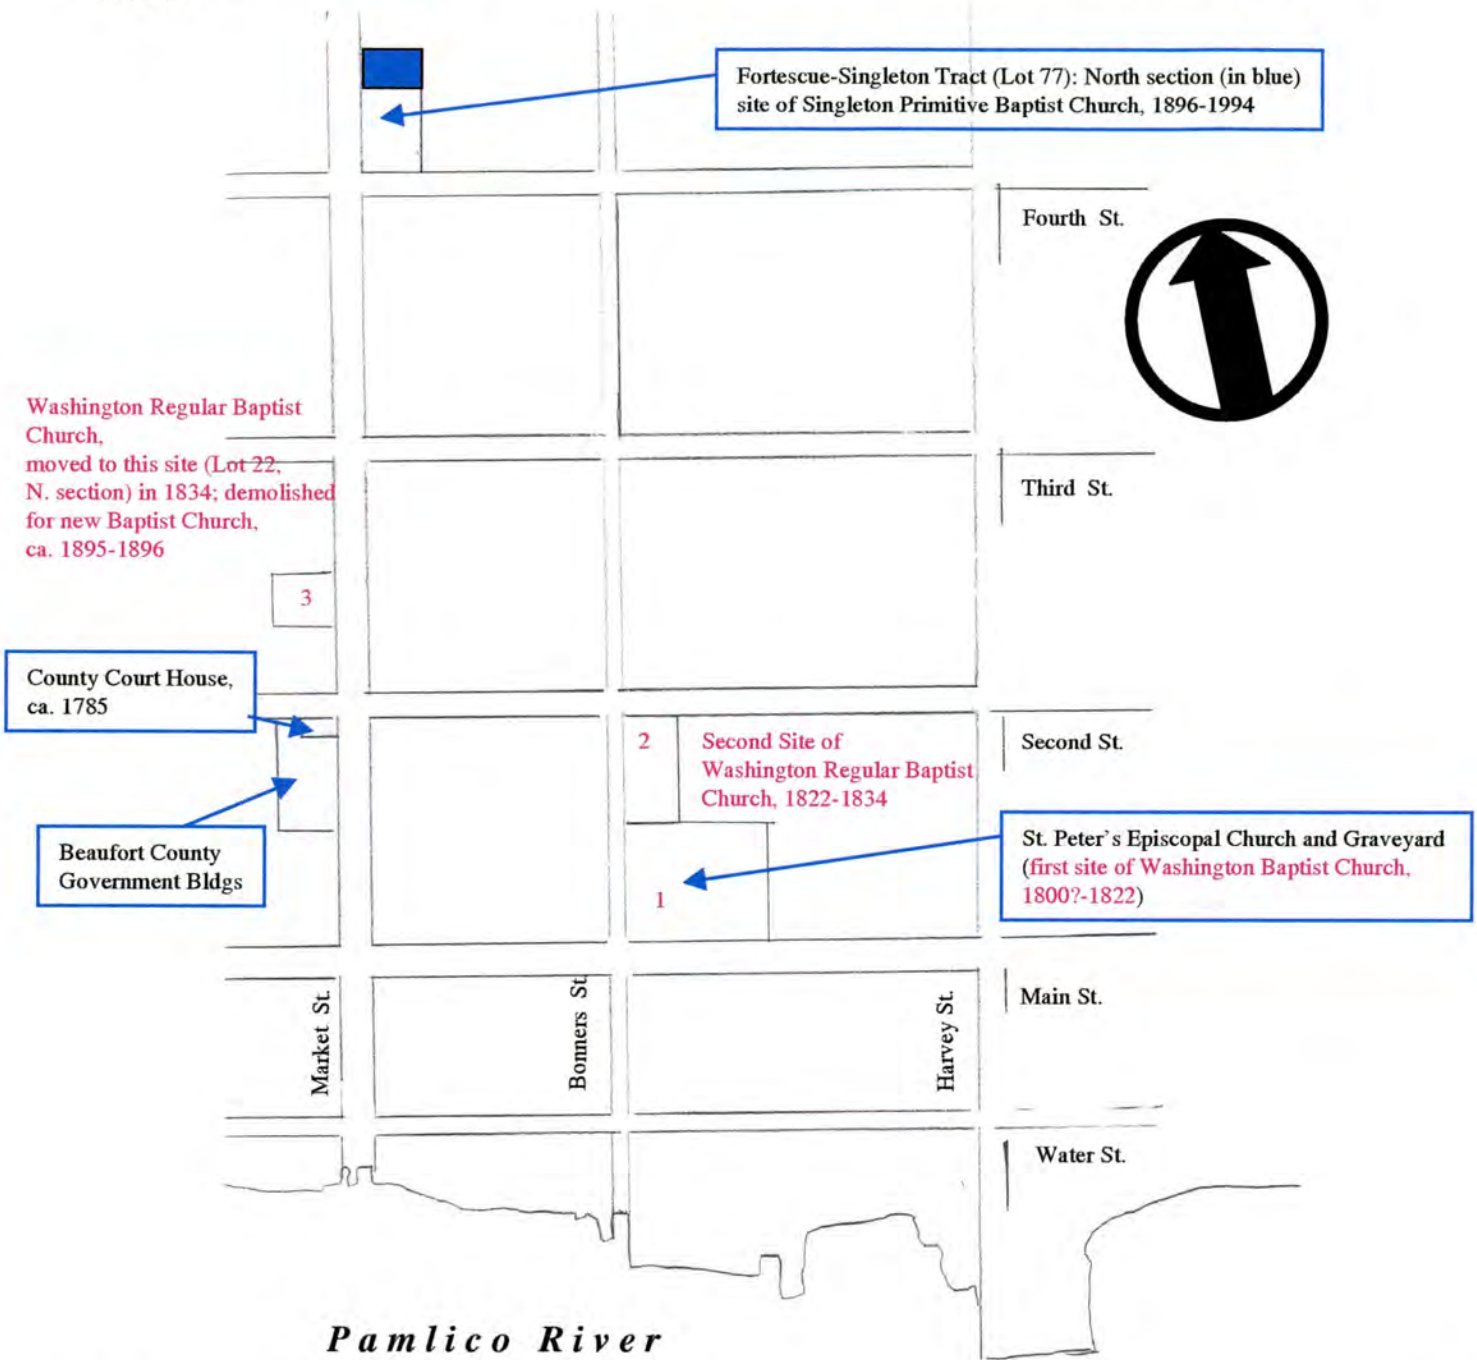 Fortescue-Singleton Tract (Lot 77): North section (in blue)
site of Singleton Primitive Baptist Church, 1896-1994
Fourth St.
Washington Regular Baptist
Church,
moved to this site (Lot 22,
N. section) in 1834; demolished
for new Baptist Church,
ca. 1895-1896
Third St.
3
County Court House,
ca. 1785
2
Second Site of
Washington Regular Baptist
Church, 1822-1834
Second St.
Beaufort County
Government Bldgs
1
St. Peter's Episcopal Church and Graveyard
(first site of Washington Baptist Church,
1800?-1822)
Market St.
Bonners St.
Harvey St.
Main St.
Water St.
Pamlico River